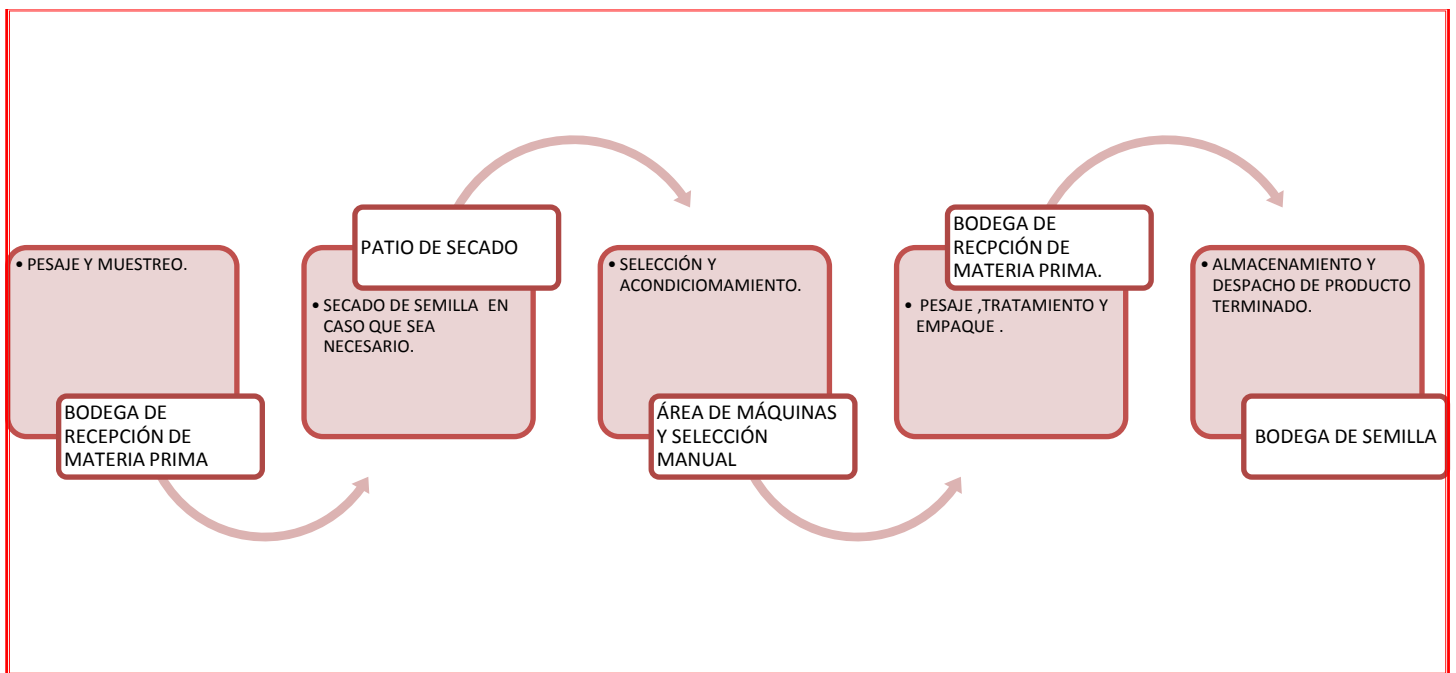 • PESAJE Y MUESTREO.
BODEGA DE
RECEPCIÓN DE
MATERIA PRIMA
PATIO DE SECADO
• SECADO DE SEMILLA EN
CASO QUE SEA
NECESARIO.
• SELECCIÓN Y
ACONDICIOMAMIENTO.
ÁREA DE MÁQUINAS
Y SELECCIÓN
MANUAL
BODEGA DE
RECPCIÓN DE
MATERIA PRIMA.
• PESAJE ,TRATAMIENTO Y
EMPAQUE .
• ALMACENAMIENTO Y
DESPACHO DE PRODUCTO
TERMINADO.
BODEGA DE SEMILLA